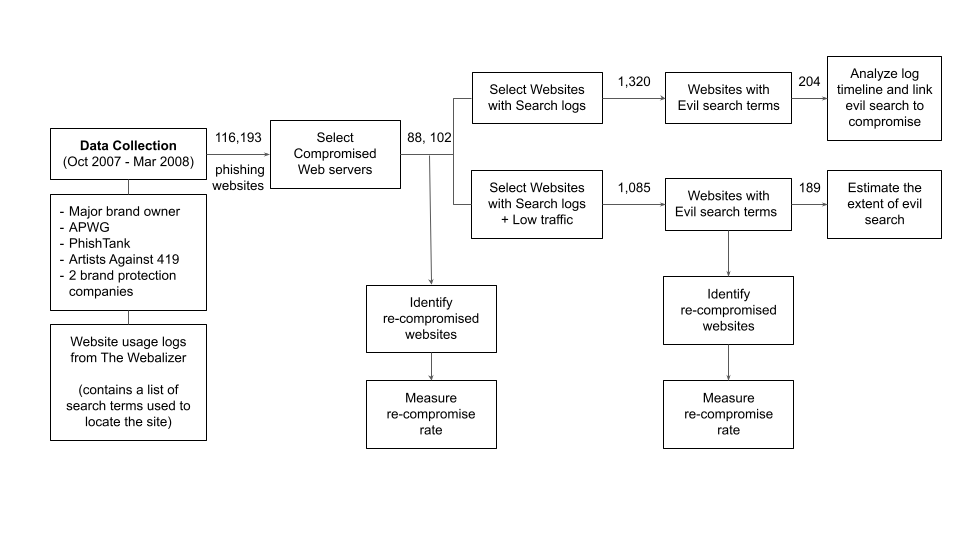 Data Collection
(Oct 2007 - Mar 2008)
- Major brand owner
- APWG
- PhishTank
- Artists Against 419
- 2 brand protection
companies
Website usage logs
from The Webalizer
(contains a list of
search terms used to
locate the site)
116,193
phishing
websites
Select
Compromised
Web servers
88, 102
Select Websites
with Search logs
1,320
Websites with
Evil search terms
204
Analyze log
timeline and link
evil search to
compromise
Select Websites
with Search logs
+ Low traffic
1,085
Websites with
Evil search terms
189
Estimate the
extent of evil
search
Identify
re-compromised
websites
Measure
re-compromise
rate
Identify
re-compromised
websites
Measure
re-compromise
rate